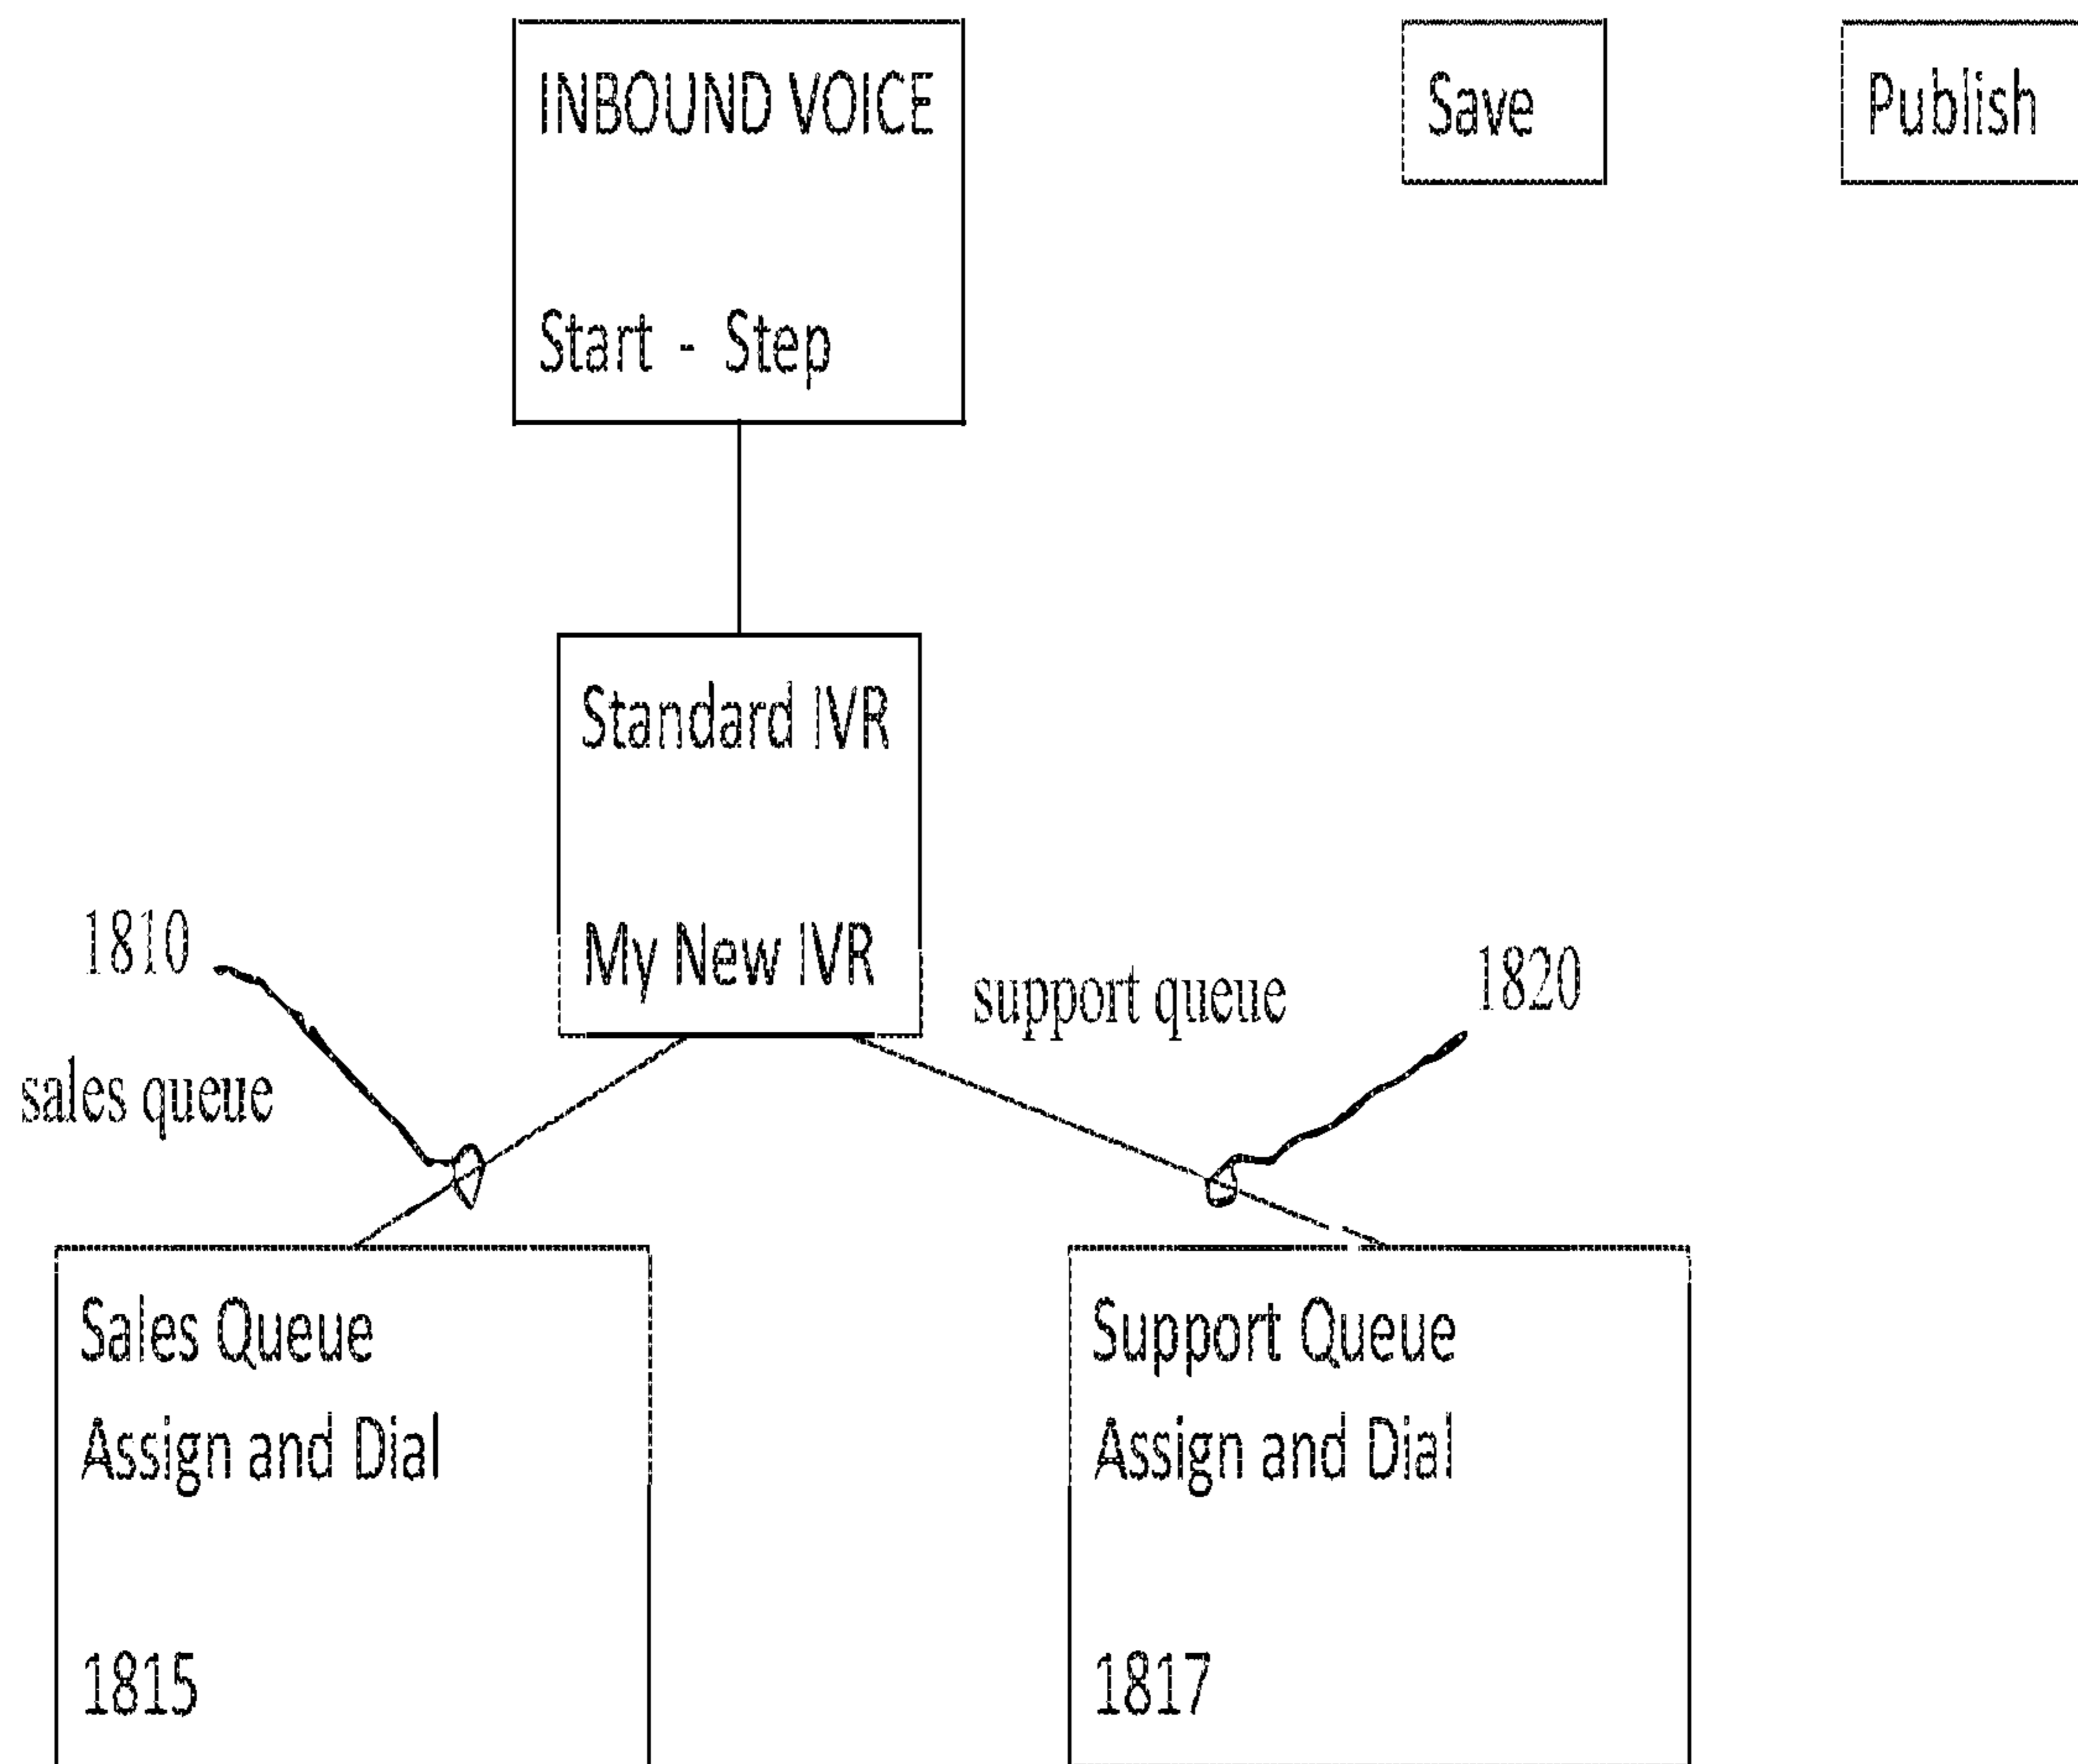 INBOUND VOICE
Start - Step
Save
Publish
Standard IVR
My New IVR
1810
sales queue
support queue
1820
Sales Queue
Assign and Dial
1815
Support Queue
Assign and Dial
1817